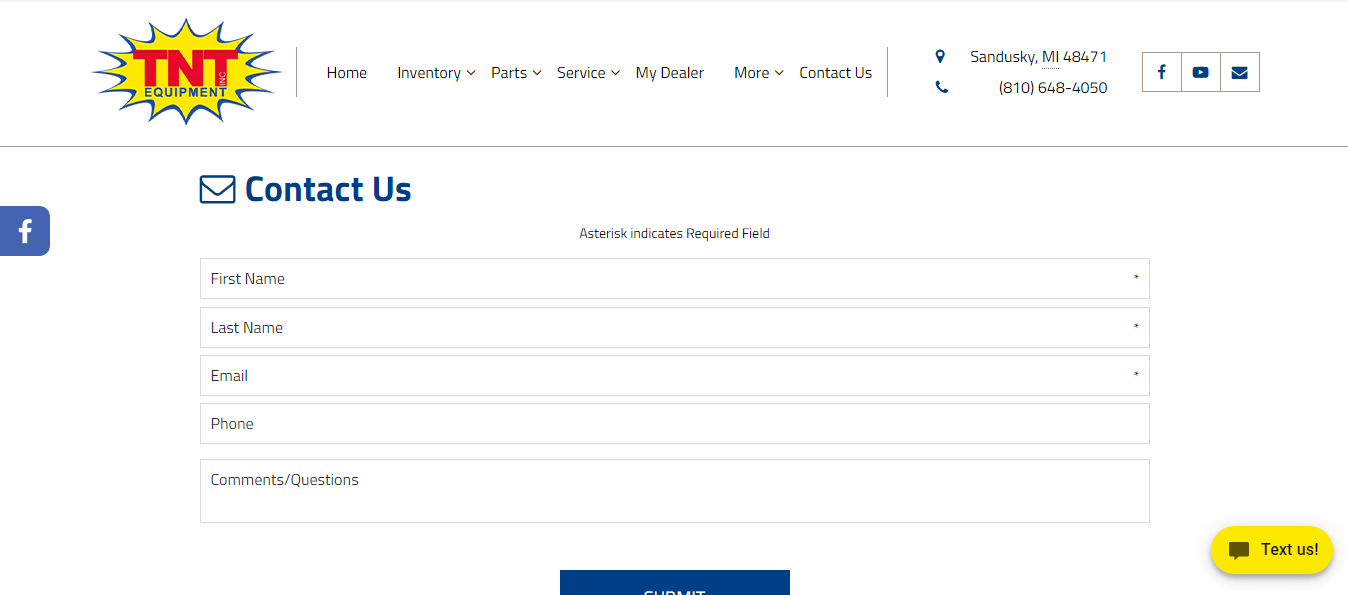 TNT
EQUIPMENT INC
Home Inventory Parts Service My Dealer More Contact Us
Sandusky, MI 48471
(810) 648-4050
Contact Us
Asterisk indicates Required Field
First Name *
Last Name *
Email *
Phone
Comments/Questions
Text us!
SUBMIT